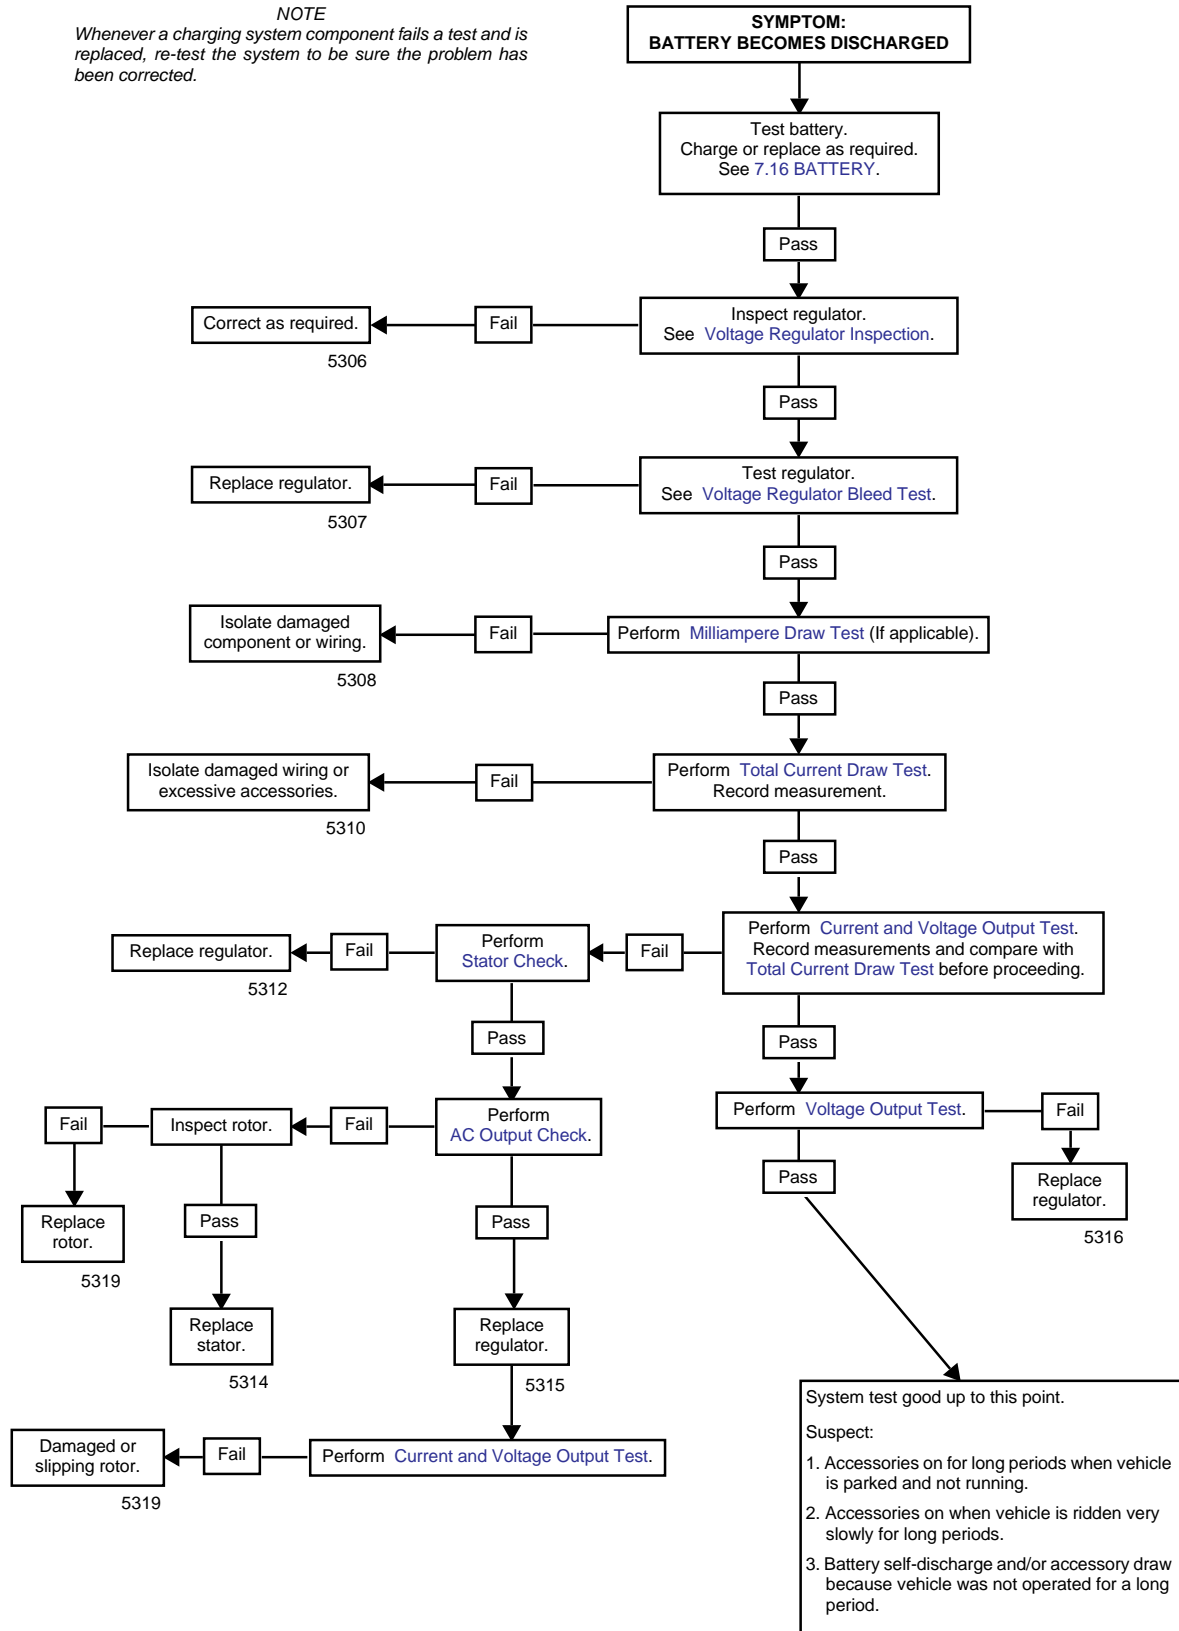 NOTE
Whenever a charging system component fails a test and is
replaced, re-test the system to be sure the problem has
been corrected.
SYMPTOM:
BATTERY BECOMES DISCHARGED
Test battery.
Charge or replace as required.
See 7.16 BATTERY.
Pass
Inspect regulator.
See Voltage Regulator Inspection.
Fail
Correct as required.
5306
Pass
Test regulator.
See Voltage Regulator Bleed Test.
Fail
Replace regulator.
5307
Pass
Perform Milliampere Draw Test (If applicable).
Fail
Isolate damaged
component or wiring.
5308
Pass
Perform Total Current Draw Test.
Record measurement.
Fail
Isolate damaged wiring or
excessive accessories.
5310
Pass
Perform Current and Voltage Output Test.
Record measurements and compare with
Total Current Draw Test before proceeding.
Fail
Perform
Stator Check.
Fail
Replace regulator.
5312
Pass
Pass
Perform
AC Output Check.
Fail
Inspect rotor.
Fail
Replace
rotor.
5319
Pass
Replace
stator.
5314
Pass
Replace
regulator.
5315
Perform Current and Voltage Output Test.
Fail
Damaged or
slipping rotor.
5319
Perform Voltage Output Test.
Fail
Replace
regulator.
5316
Pass
System test good up to this point.
Suspect:
1. Accessories on for long periods when vehicle
is parked and not running.
2. Accessories on when vehicle is ridden very
slowly for long periods.
3. Battery self-discharge and/or accessory draw
because vehicle was not operated for a long
period.